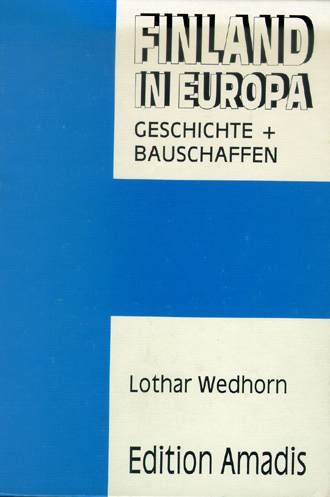 FINLAND
IN EUROPA
GESCHICHTE +
BAUSCHAFFEN
Lothar Wedhorn
Edition Amadis